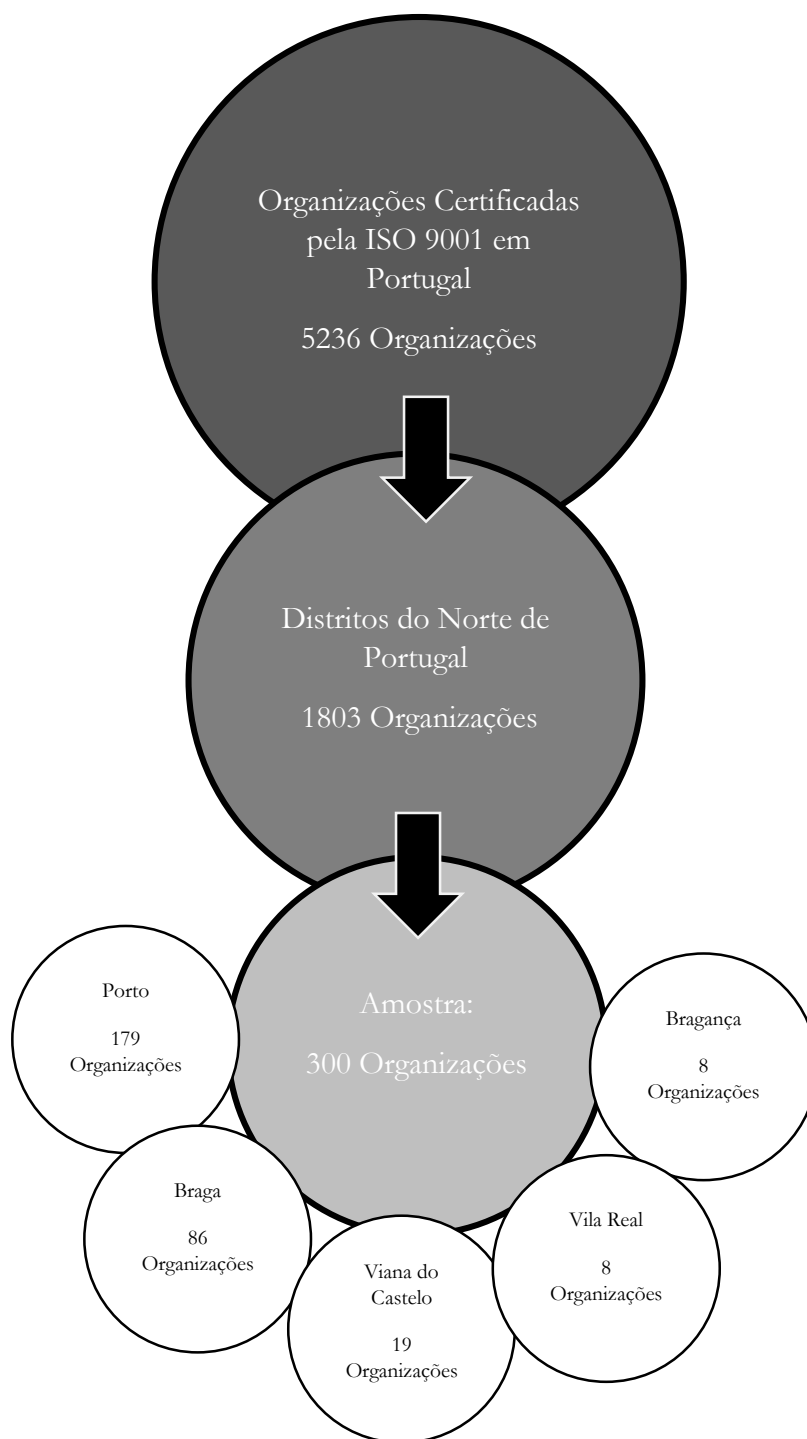 Organizações Certificadas
pela ISO 9001 em
Portugal
5236 Organizações
Distritos do Norte de
Portugal
1803 Organizações
Amostra:
300 Organizações
Porto
179
Organizações
Braga
86
Organizações
Viana do
Castelo
19
Organizações
Vila Real
8
Organizações
Bragança
8
Organizações